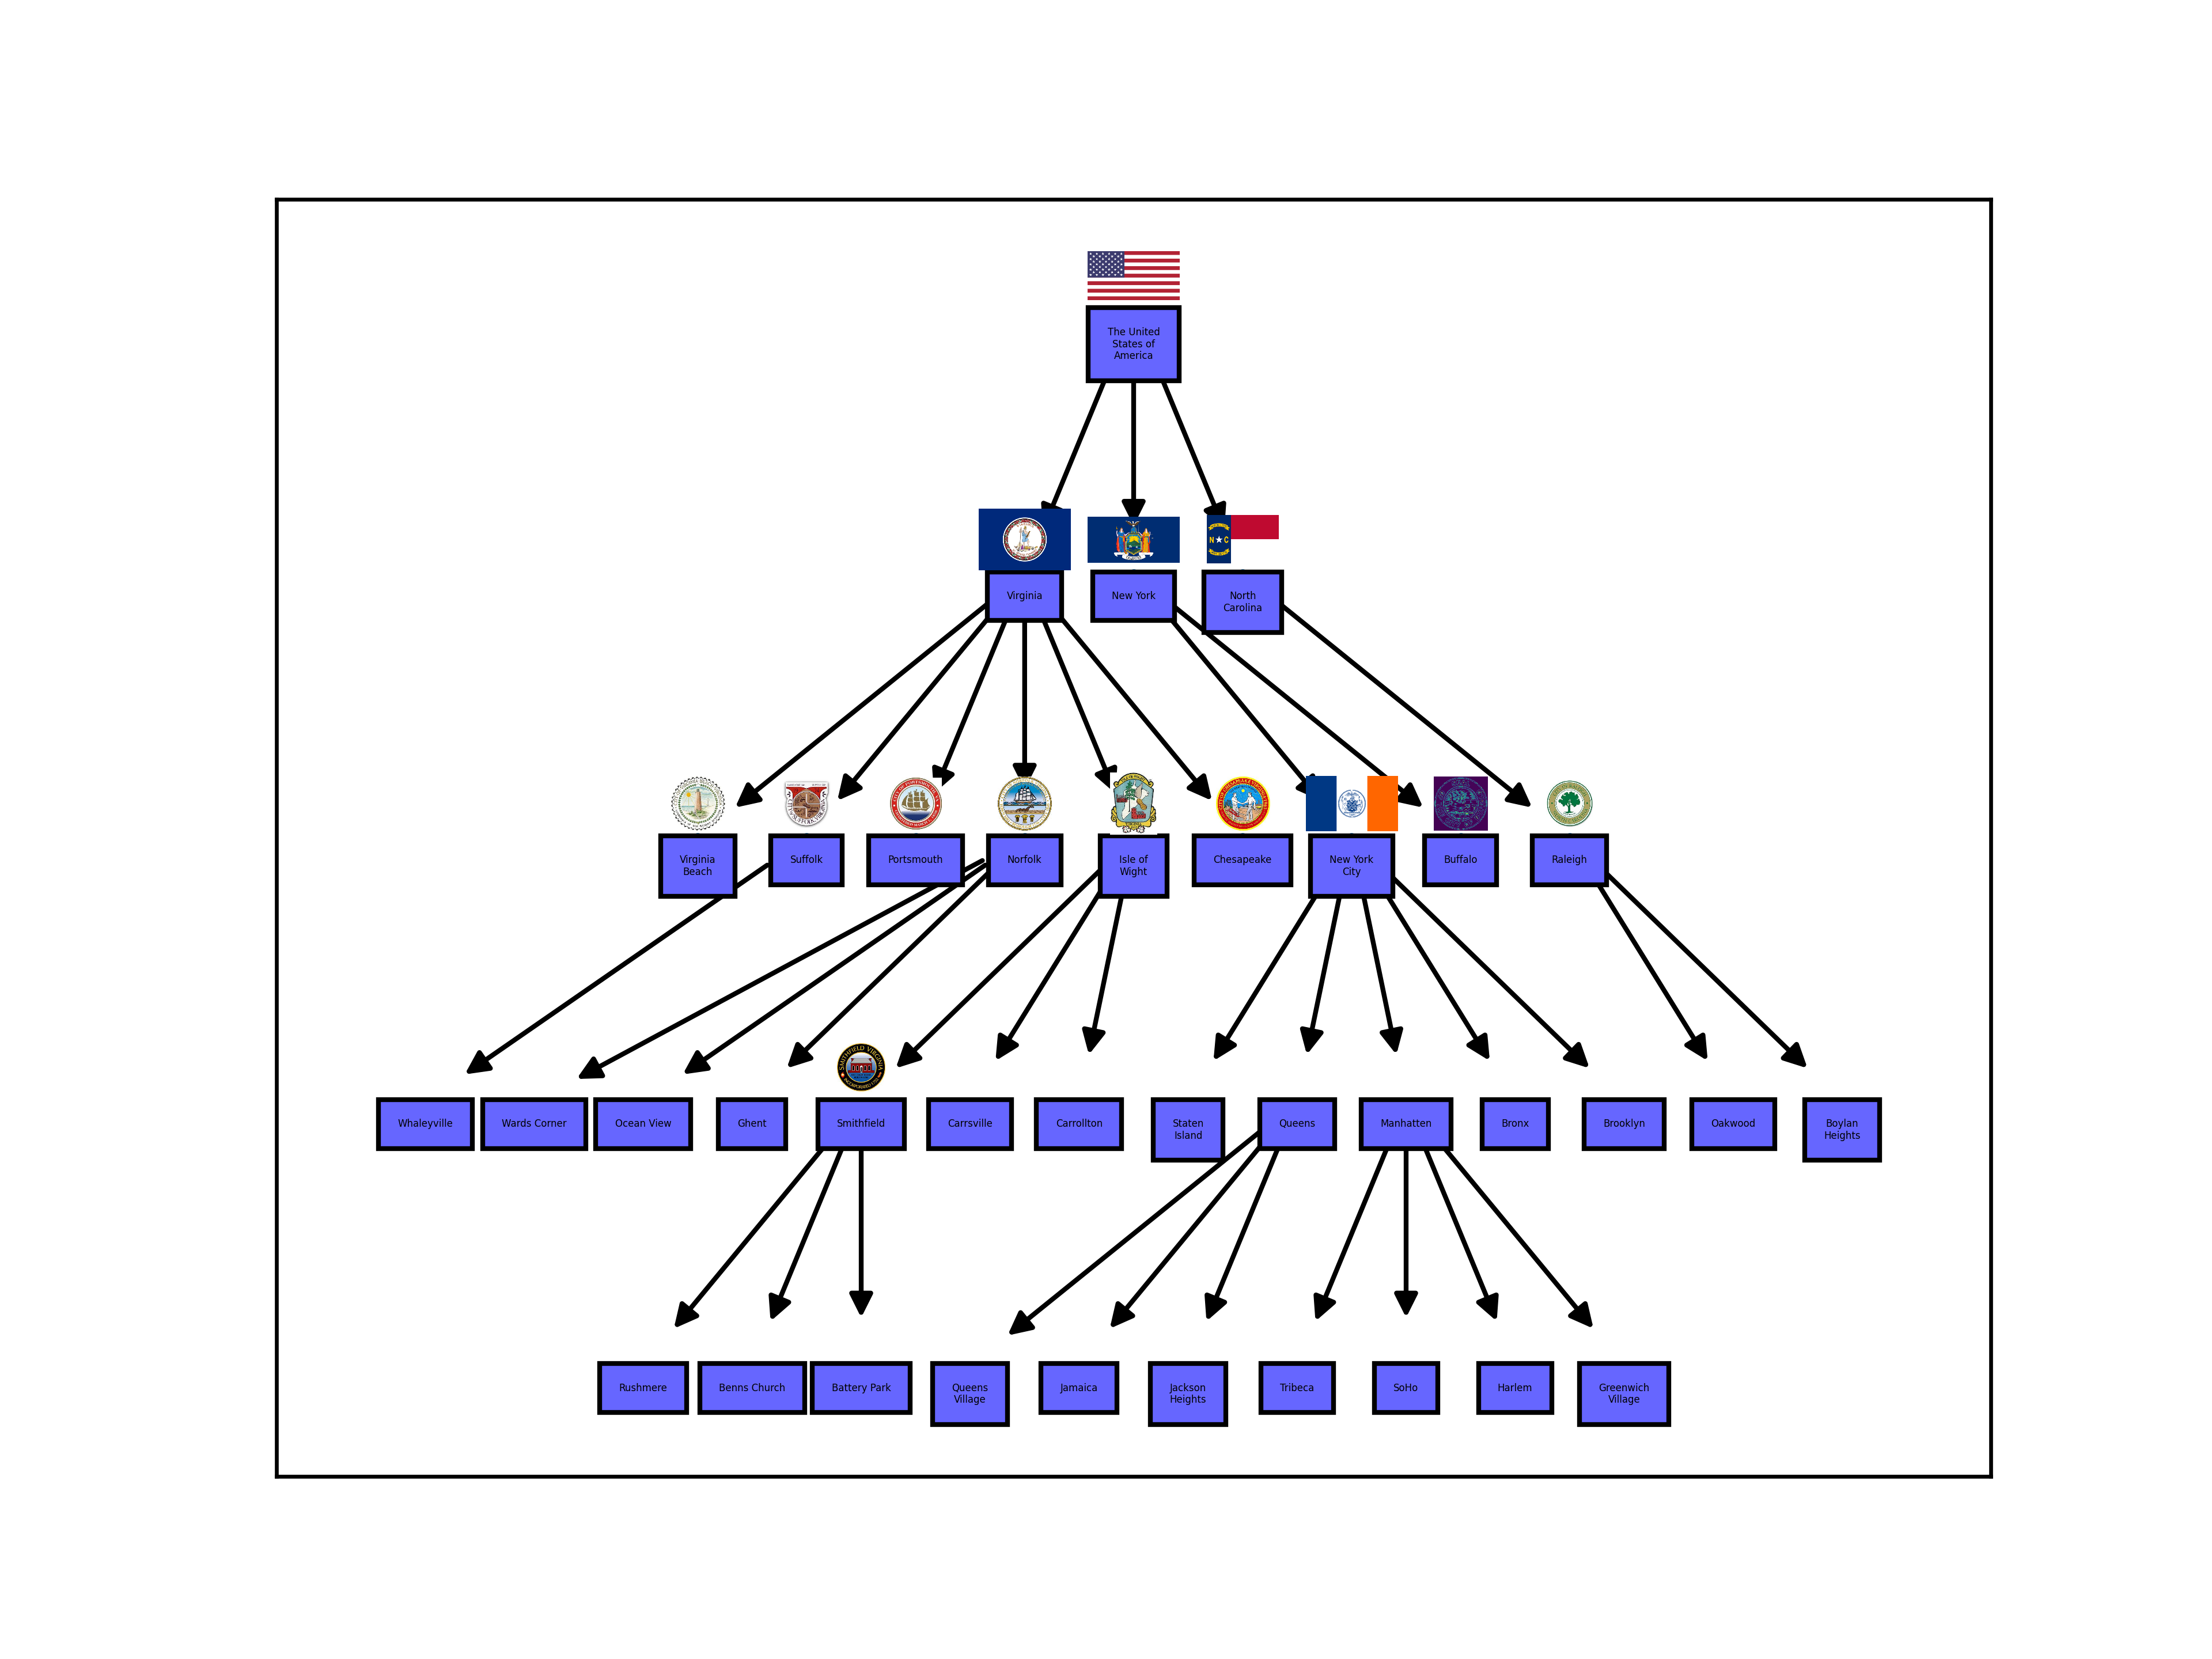 The United
States of
America
N C
Virginia
New York
North
Carolina
Virginia
Beach
Suffolk
Portsmouth
Norfolk
Isle of
Wight
Chesapeake
New York
City
Buffalo
Raleigh
SMITHFIELD VIRGINIA
Whaleyville
Wards Corner
Ocean View
Ghent
Smithfield
Carrsville
Carrollton
Staten
Island
Queens
Manhatten
Bronx
Brooklyn
Oakwood
Boylan
Heights
Rushmere
Benns Church
Battery Park
Queens
Village
Jamaica
Jackson
Heights
Tribeca
SoHo
Harlem
Greenwich
Village